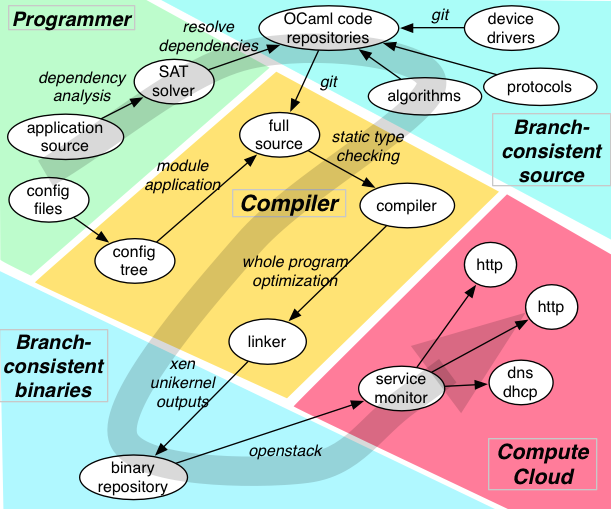 Programmer
resolve
dependencies
OCaml code
repositories
git
device
drivers
dependency
analysis
SAT
solver
git
algorithms
protocols
application
source
full
source
static type
checking
Branch-
consistent
source
module
application
config
files
Compiler
compiler
config
tree
whole program
optimization
http
http
linker
Branch-
consistent
binaries
xen
unikernel
outputs
service
monitor
dns
dhcp
openstack
binary
repository
Compute
Cloud